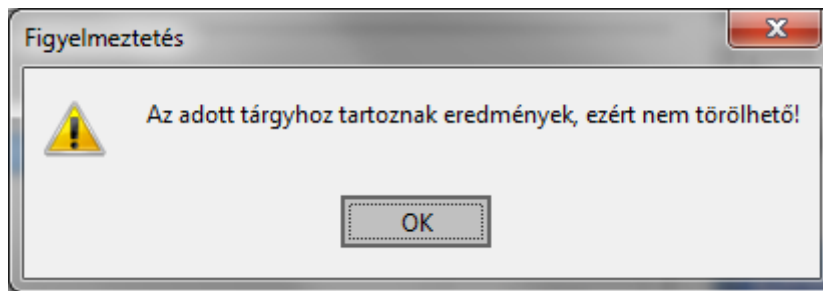 Figyelmeztetés
Az adott tárgyhoz tartoznak eredmények, ezért nem törölhető!
OK